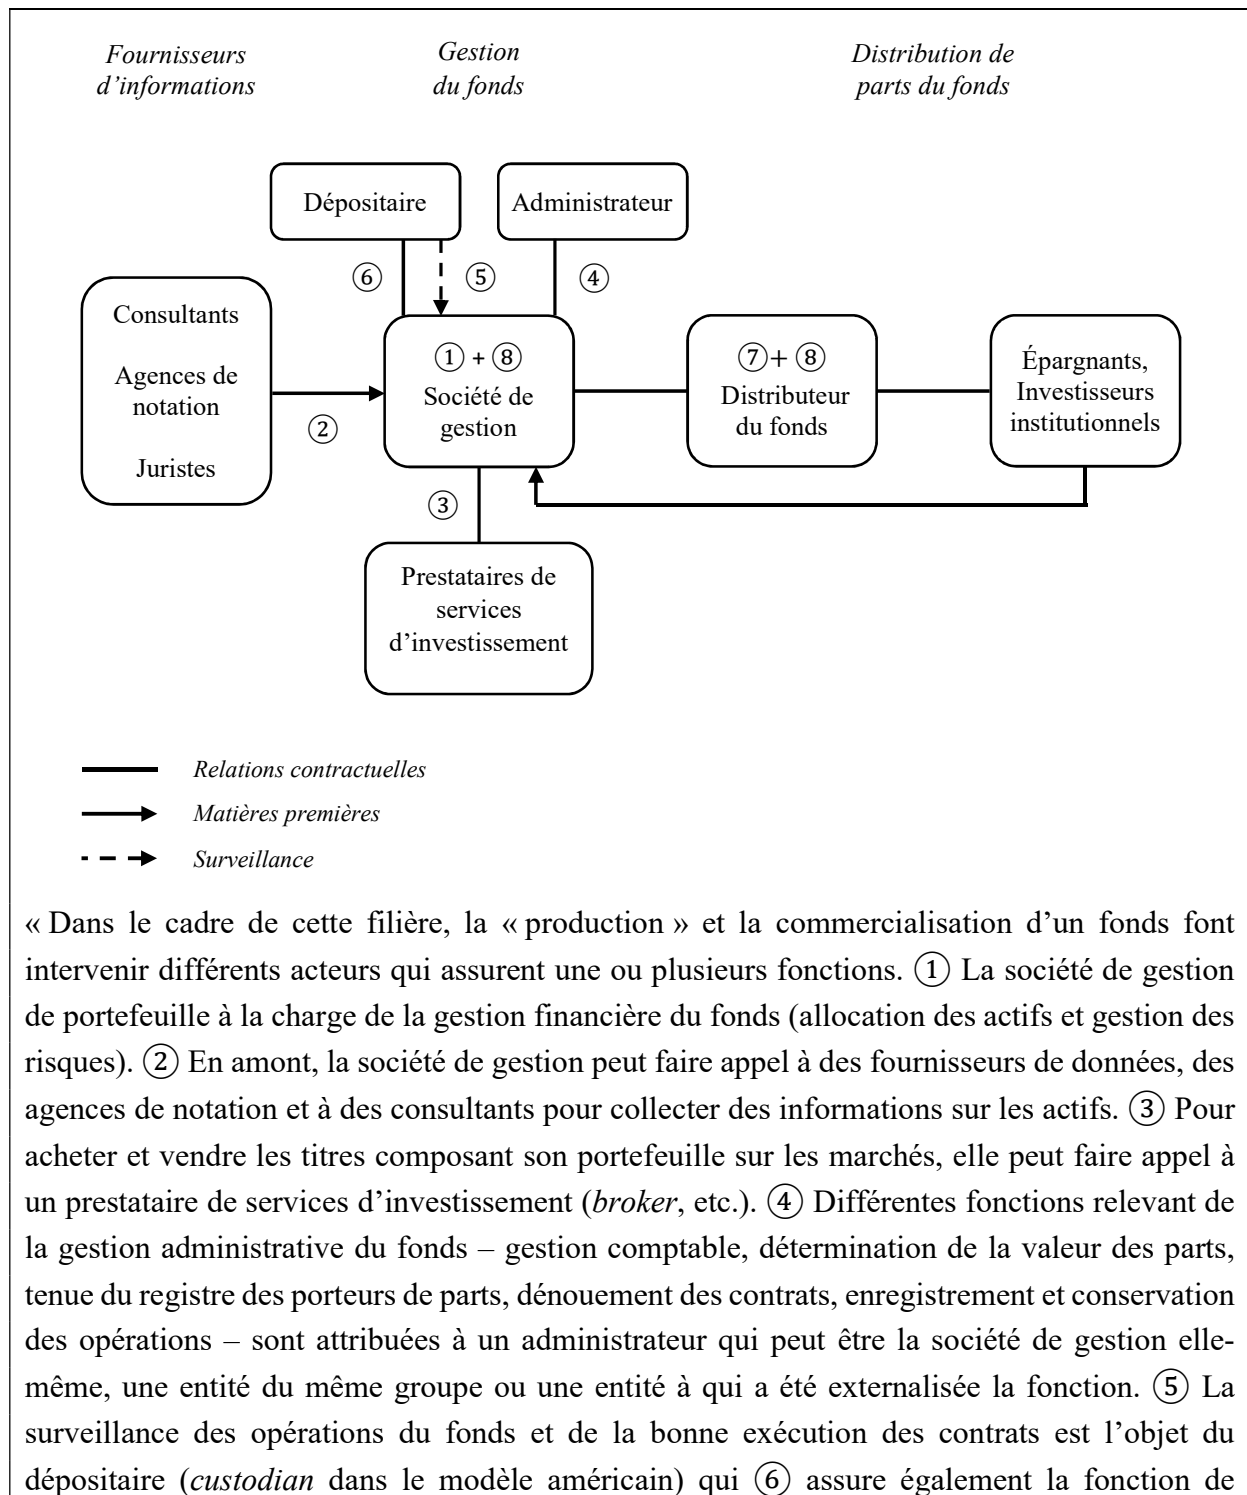 Fournisseurs
d’informations
Gestion
du fonds
Distribution de
parts du fonds
Dépositaire
Administrateur
⑥
⑤
④
Consultants
Agences de
notation
Juristes
②
① + ⑧
Société de
gestion
⑦+ ⑧
Distributeur
du fonds
Épargnants,
Investisseurs
institutionnels
③
Prestataires de
services
d’investissement
Relations contractuelles
Matières premières
Surveillance
« Dans le cadre de cette filière, la « production » et la commercialisation d’un fonds font
intervenir différents acteurs qui assurent une ou plusieurs fonctions. ① La société de gestion
de portefeuille à la charge de la gestion financière du fonds (allocation des actifs et gestion des
risques). ② En amont, la société de gestion peut faire appel à des fournisseurs de données, des
agences de notation et à des consultants pour collecter des informations sur les actifs. ③ Pour
acheter et vendre les titres composant son portefeuille sur les marchés, elle peut faire appel à
un prestataire de services d’investissement (broker, etc.). ④ Différentes fonctions relevant de
la gestion administrative du fonds – gestion comptable, détermination de la valeur des parts,
tenue du registre des porteurs de parts, dénouement des contrats, enregistrement et conservation
des opérations – sont attribuées à un administrateur qui peut être la société de gestion elle-
même, une entité du même groupe ou une entité à qui a été externalisée la fonction. ⑤ La
surveillance des opérations du fonds et de la bonne exécution des contrats est l’objet du
dépositaire (custodian dans le modèle américain) qui ⑥ assure également la fonction de